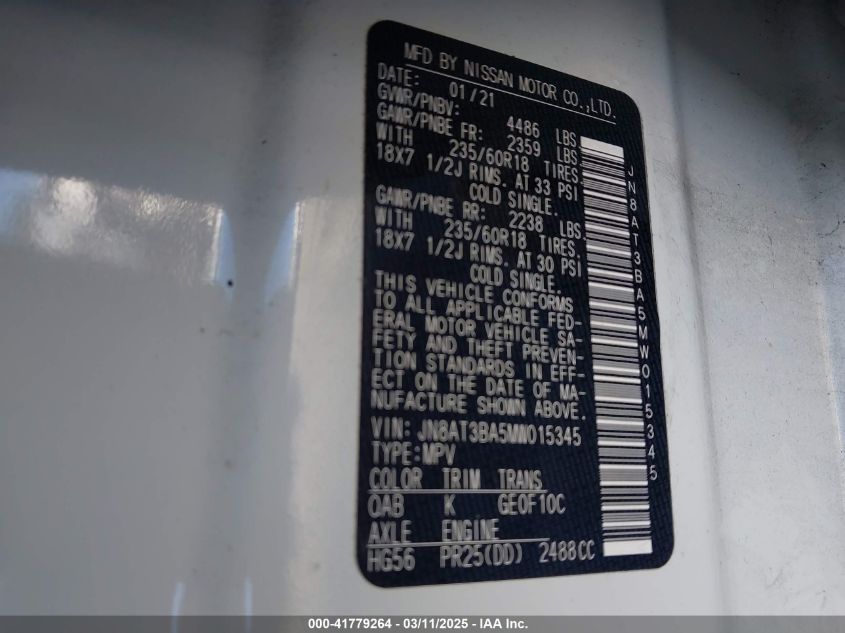 MFD BY NISSAN MOTOR CO.,LTD.
DATE: 01/21
GVWR/PNBV: 4486 LBS
GAWR/PNBE FR: 2359 LBS.
WITH 235/60R18 TIRES.
18X7 1/2J RIMS. AT 33 PSI
COLD SINGLE.
GAWR/PNBE RR: 2238 LBS.
WITH 235/60R18 TIRES.
18X7 1/2J RIMS. AT 30 PSI
COLD SINGLE.
THIS VEHICLE CONFORMS
TO ALL APPLICABLE FED-
ERAL MOTOR VEHICLE SA-
FETY AND THEFT PREVEN-
TION STANDARDS IN EFF-
ECT ON THE DATE OF MA-
NUFACTURE SHOWN ABOVE.
VIN: JN8AT3BA5MW015345
TYPE:MPV
COLOR TRIM TRANS
QAB K GE0F10C
AXLE ENGINE
HG56 PR25(DD) 2488CC
JN8AT3BA5MW015345
000-41779264 - 03/11/2025 - IAA Inc.